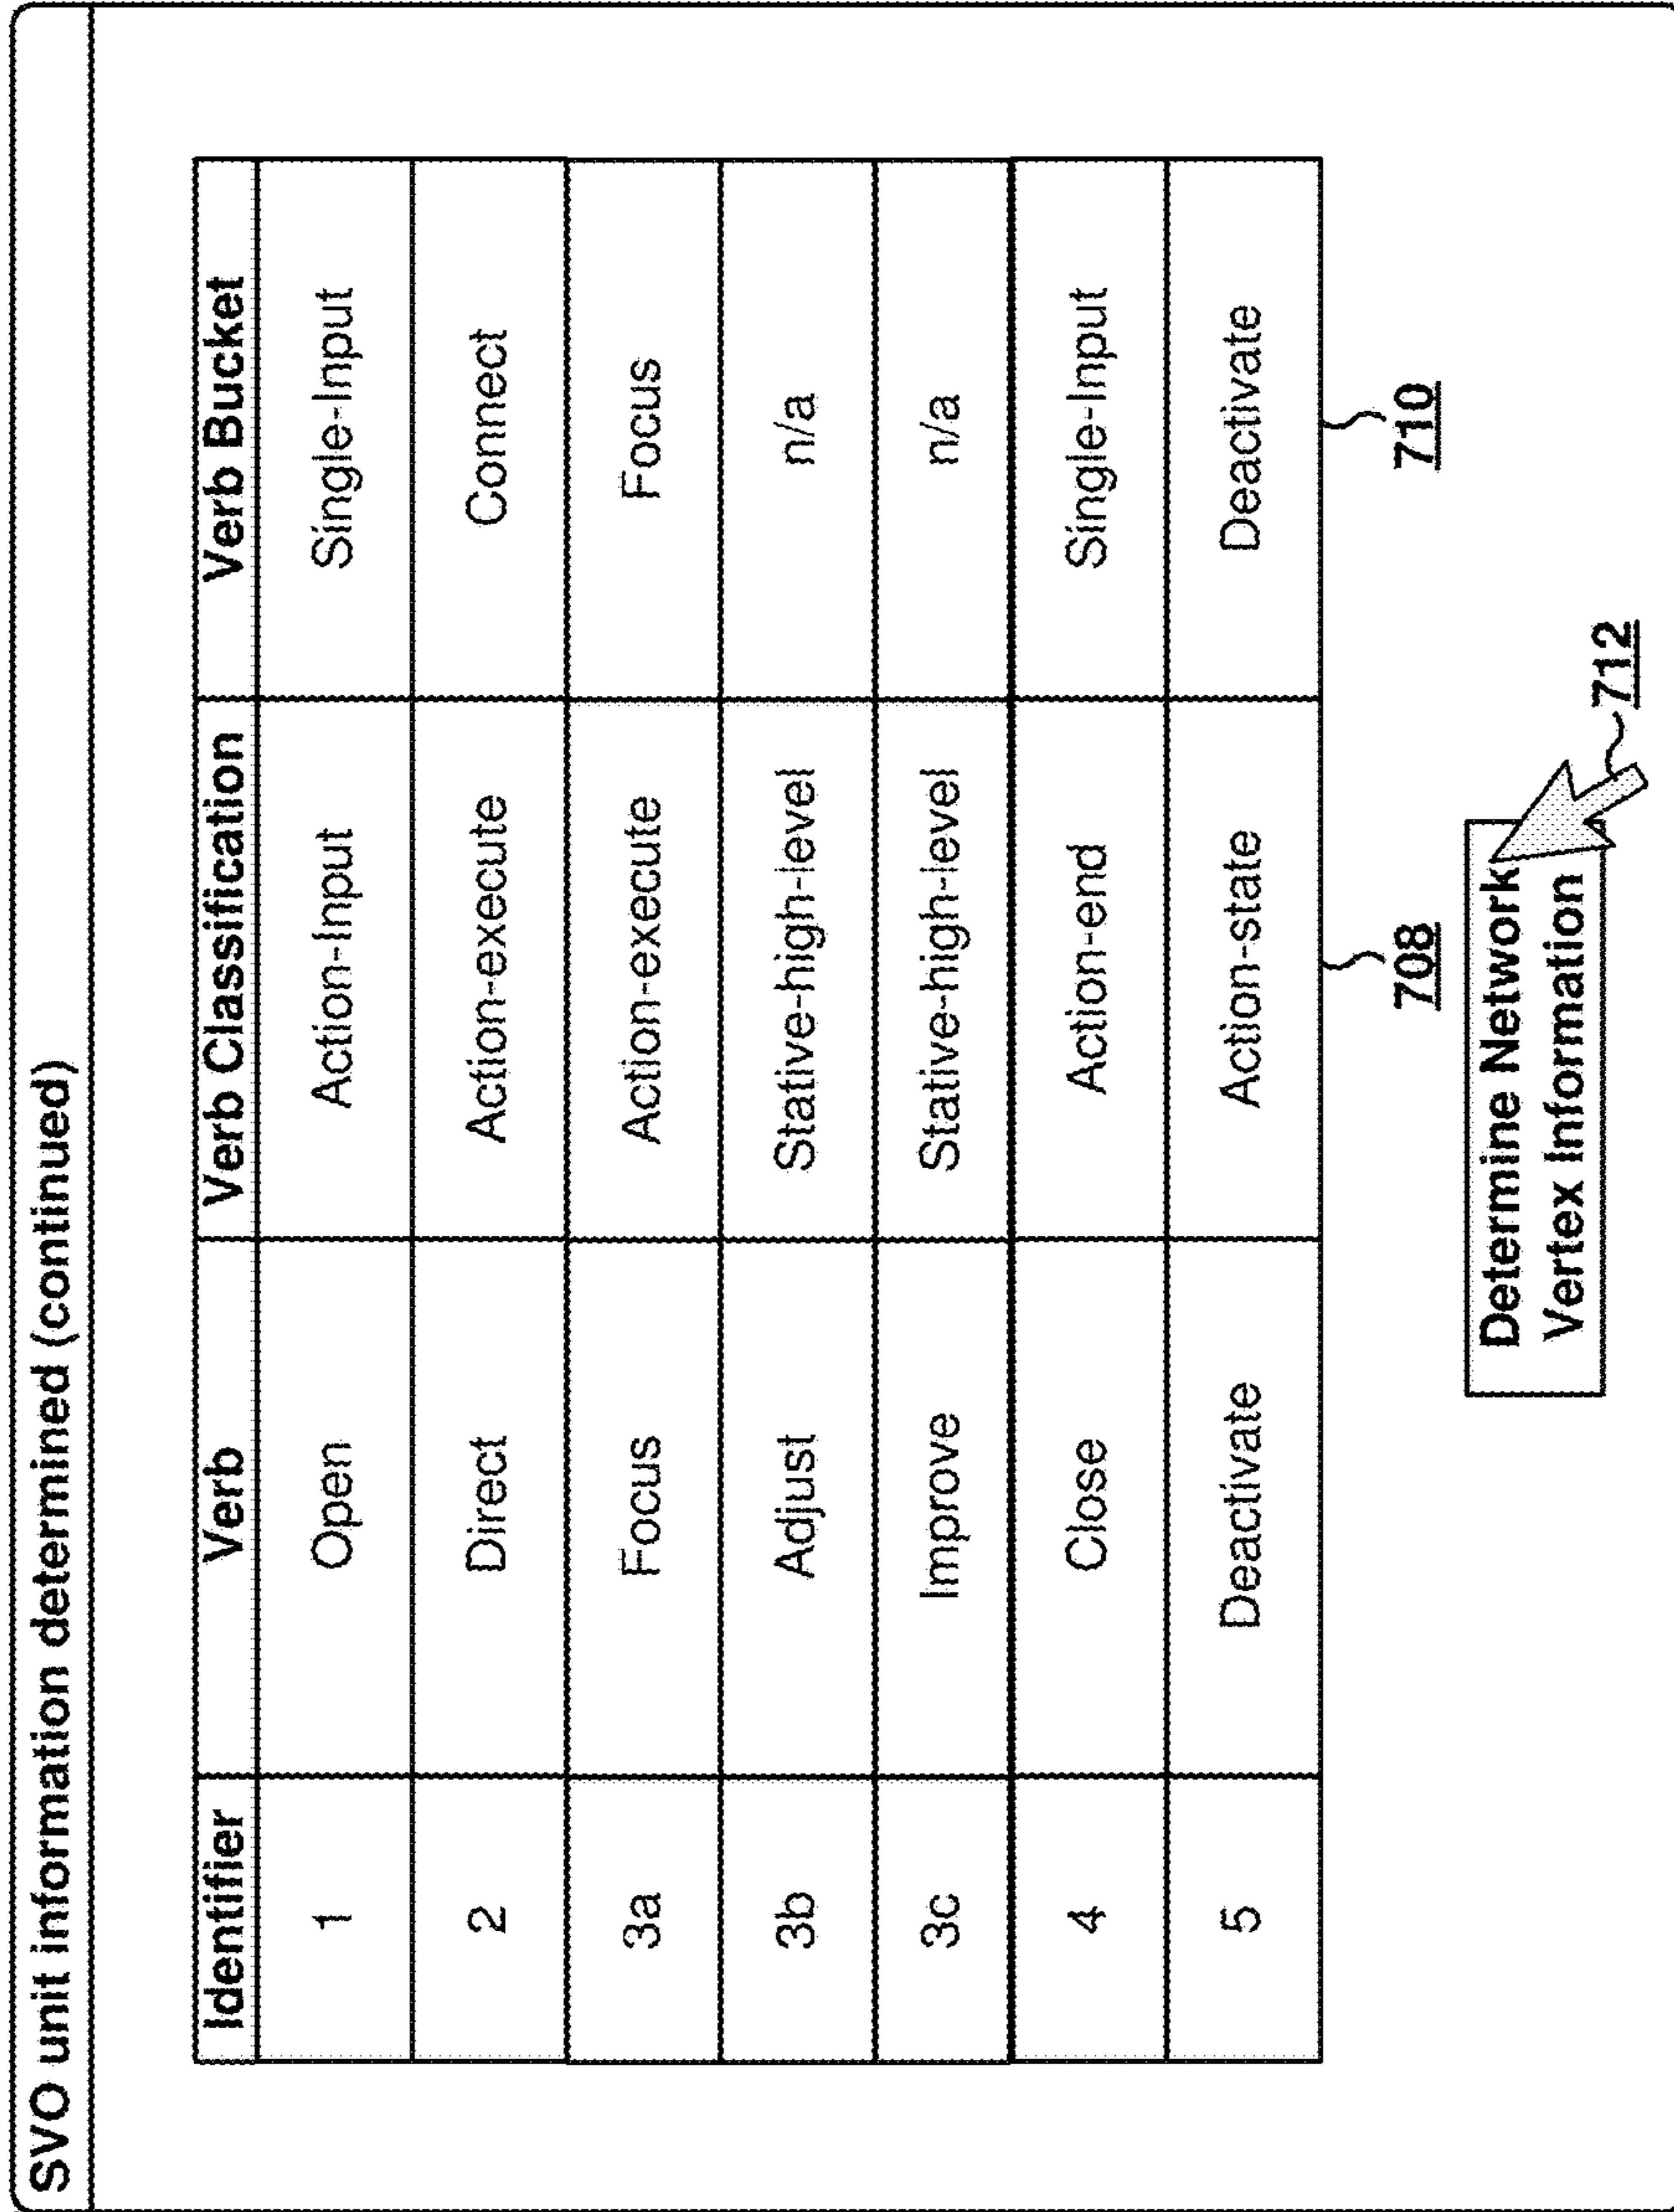 SVO unit information determined (continued)
Identifier Verb Verb Classification Verb Bucket
1 Open Action-Input Single-Input
2 Direct Action-execute Connect
3a Focus Action-execute Focus
3b Adjust Stative-high-level n/a
3c Improve Stative-high-level n/a
4 Close Action-end Single-Input
5 Deactivate Action-state Deactivate
708 710
Determine Network
Vertex Information
712